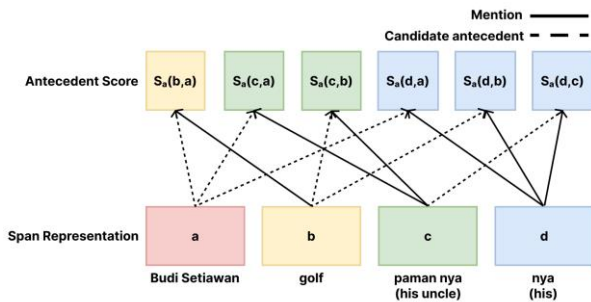 Mention
Candidate antecedent
Antecedent Score
Sₐ(b,a) Sₐ(c,a) Sₐ(c,b) Sₐ(d,a) Sₐ(d,b) Sₐ(d,c)
Span Representation
a b c d
Budi Setiawan golf paman nya nya
(his uncle) (his)